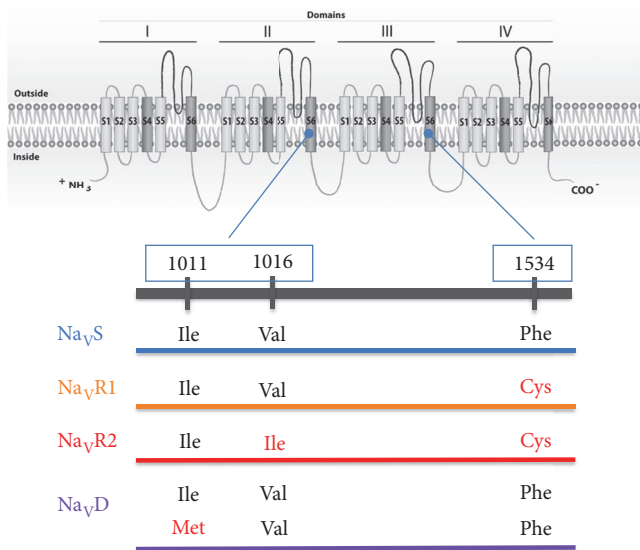 Domains
I II III IV
Outside
S1 S2 S3 S4 S5 S6 S1 S2 S3 S4 S5 S6 S1 S2 S3 S4 S5 S6 S1 S2 S3 S4 S5 S6
Inside
+ NH3 COO-
1011 1016 1534
NaVS Ile Val Phe
NaVR1 Ile Val Cys
NaVR2 Ile Ile Cys
Ile Val Phe
NaVD
Met Val Phe